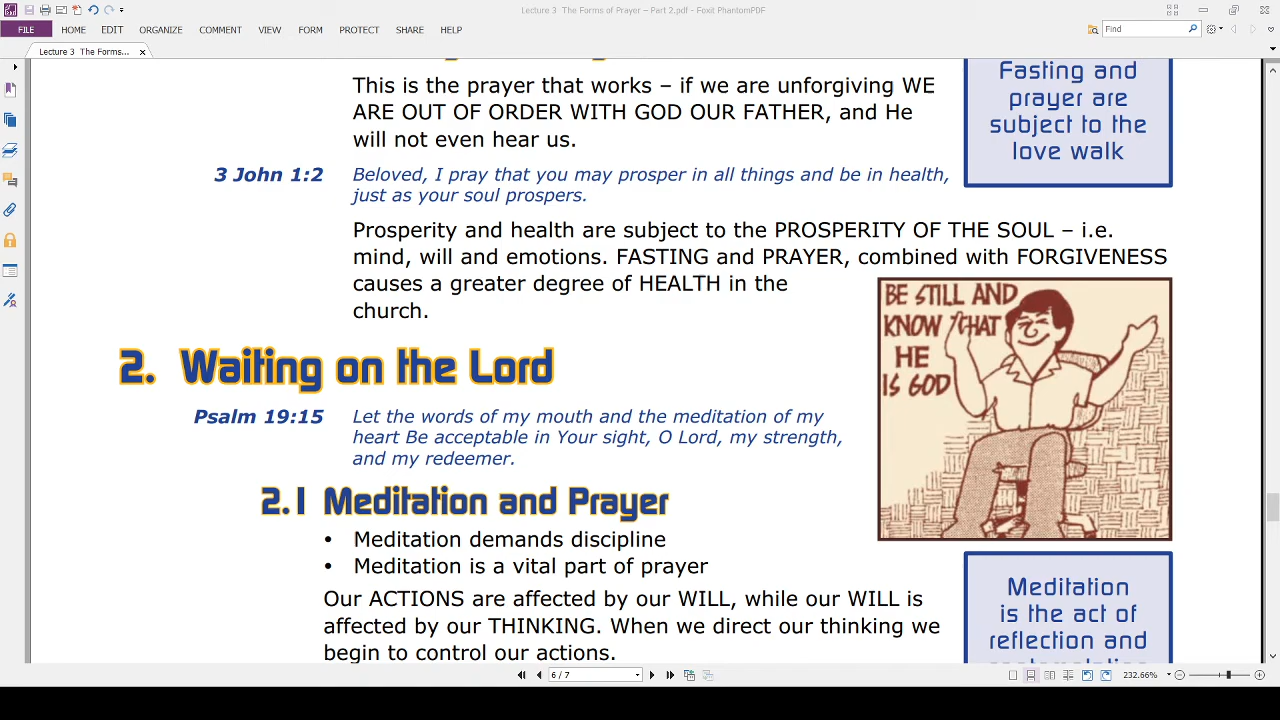 Lecture 3 The Forms of Prayer – Part 2.pdf - Foxit PhantomPDF
FILE HOME EDIT ORGANIZE COMMENT VIEW FORM PROTECT SHARE HELP
Find
Lecture 3 The Forms...
This is the prayer that works – if we are unforgiving WE
ARE OUT OF ORDER WITH GOD OUR FATHER, and He
will not even hear us.
Fasting and
prayer are
subject to the
love walk
3 John 1:2 Beloved, I pray that you may prosper in all things and be in health,
just as your soul prospers.
Prosperity and health are subject to the PROSPERITY OF THE SOUL – i.e.
mind, will and emotions. FASTING and PRAYER, combined with FORGIVENESS
causes a greater degree of HEALTH in the
church.
BE STILL AND
KNOW THAT
HE
IS GOD
2. Waiting on the Lord
Psalm 19:15 Let the words of my mouth and the meditation of my
heart Be acceptable in Your sight, O Lord, my strength,
and my redeemer.
2.1 Meditation and Prayer
• Meditation demands discipline
• Meditation is a vital part of prayer
Our ACTIONS are affected by our WILL, while our WILL is
affected by our THINKING. When we direct our thinking we
begin to control our actions.
Meditation
is the act of
reflection and
6 / 7
232.66%